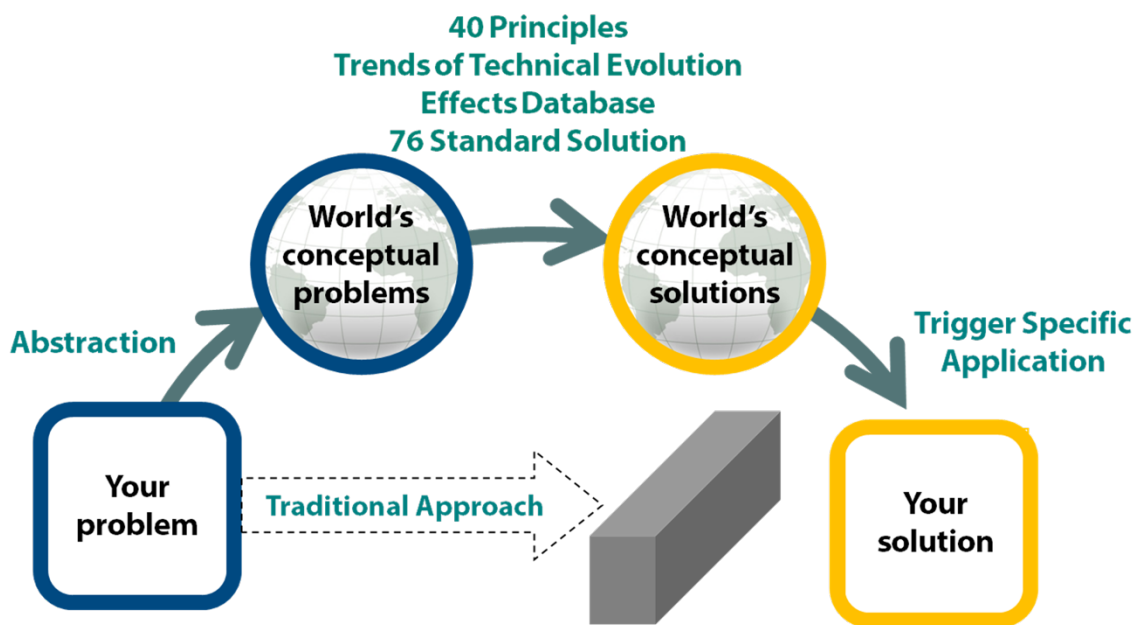 40 Principles
Trends of Technical Evolution
Effects Database
76 Standard Solution
World's
conceptual
problems
World's
conceptual
solutions
Abstraction
Trigger Specific
Application
Your
problem
Traditional Approach
Your
solution